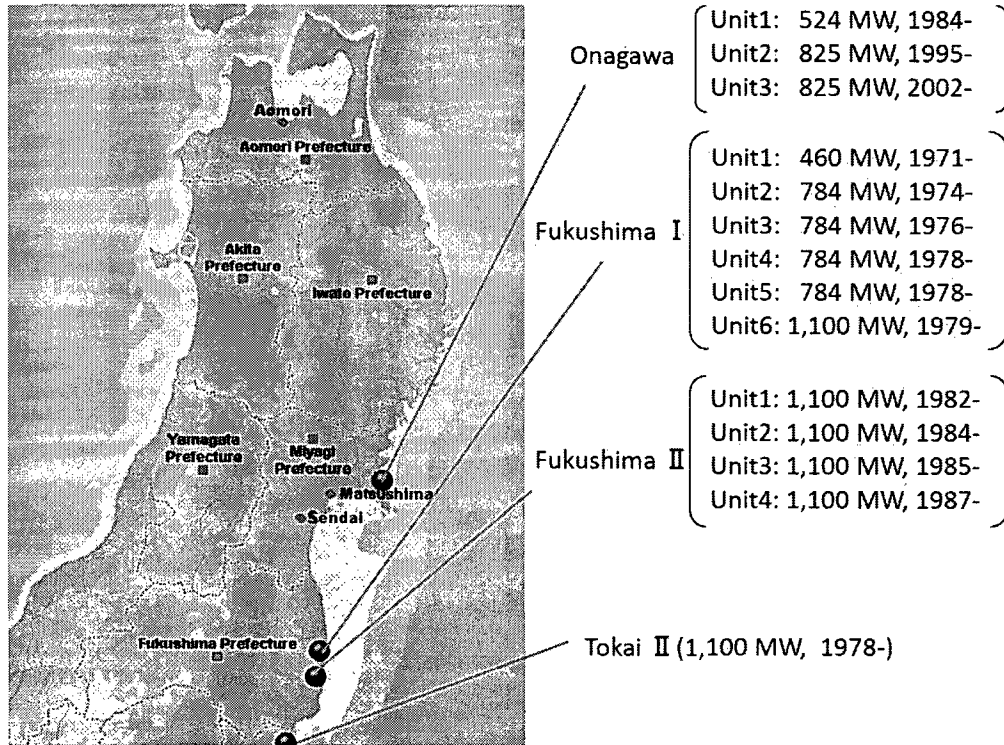 Aomori
Aomori Prefecture
Akita
Prefecture
Iwate Prefecture
Yamagata
Prefecture
Miyagi
Prefecture
Matsushima
Sendai
Fukushima Prefecture
Onagawa
Unit1: 524 MW, 1984-
Unit2: 825 MW, 1995-
Unit3: 825 MW, 2002-
Fukushima Ⅰ
Unit1: 460 MW, 1971-
Unit2: 784 MW, 1974-
Unit3: 784 MW, 1976-
Unit4: 784 MW, 1978-
Unit5: 784 MW, 1978-
Unit6: 1,100 MW, 1979-
Fukushima Ⅱ
Unit1: 1,100 MW, 1982-
Unit2: 1,100 MW, 1984-
Unit3: 1,100 MW, 1985-
Unit4: 1,100 MW, 1987-
Tokai Ⅱ (1,100 MW, 1978-)